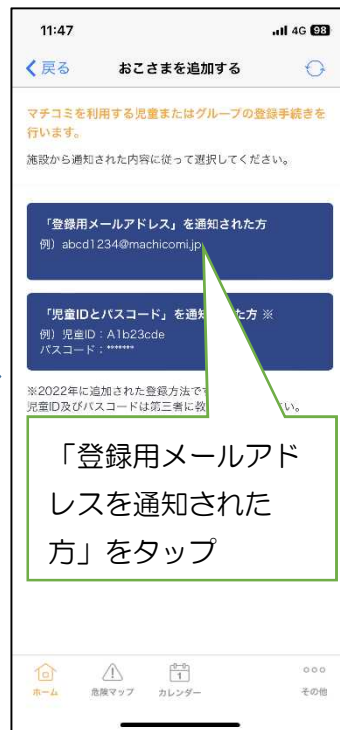 11:47
4G 98
戻る おこさまを追加する
マチコミを利用する児童またはグループの登録手続きを
行います。
施設から通知された内容に従って選択してください。
「登録用メールアドレス」を通知された方
例）abcd1234@machicomi.jp
「児童IDとパスコード」を通知 た方 ※
例）児童ID：A1b23cde
パスコード：*******
※2022年に追加された登録方法で
児童ID及びパスコードは第三者に教 い。
「登録用メールアド
レスを通知された
方」をタップ
ホーム 危険マップ カレンダー その他